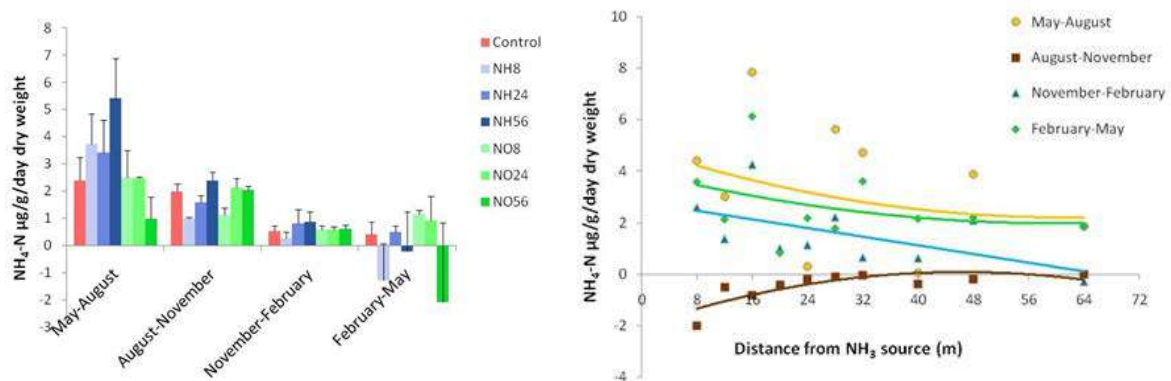 8
7
6
5
4
3
2
1
0
1
2
3
NH₄-N µg/g/day dry weight
May-August
August-November
November-February
February-May
Control
NH8
NH24
NH56
NO8
NO24
NO56
10
8
6
4
2
0
-2
-4
NH₄-N µg/g/day dry weight
0 8 16 24 32 40 48 56 64 72
Distance from NH₃ source (m)
May-August
August-November
November-February
February-May